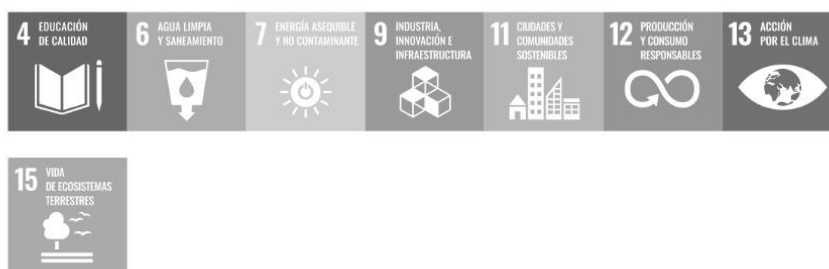 4 EDUCACIÓN
DE CALIDAD
6 AGUA LIMPIA
Y SANEAMIENTO
7 ENERGÍA ASEQUIBLE
Y NO CONTAMINANTE
9 INDUSTRIA,
INNOVACIÓN E
INFRAESTRUCTURA
11 CIUDADES Y
COMUNIDADES
SOSTENIBLES
12 PRODUCCIÓN
Y CONSUMO
RESPONSABLES
13 ACCIÓN
POR EL CLIMA
15 VIDA
DE ECOSISTEMAS
TERRESTRES